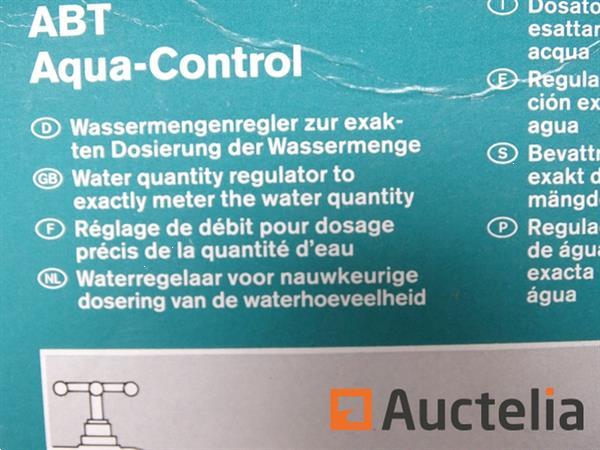 ABT
Aqua-Control
D Wassermengenregler zur exak-
ten Dosierung der Wassermenge
GB Water quantity regulator to
exactly meter the water quantity
F Réglage de débit pour dosage
précis de la quantité d'eau
NL Waterregelaar voor nauwkeurige
dosering van de waterhoeveelheid
I Dosato
esattar
acqua
E Regula
ción ex
agua
S Bevattn
exakt d
mängde
P Regula
de água
exacta
água
Auctelia